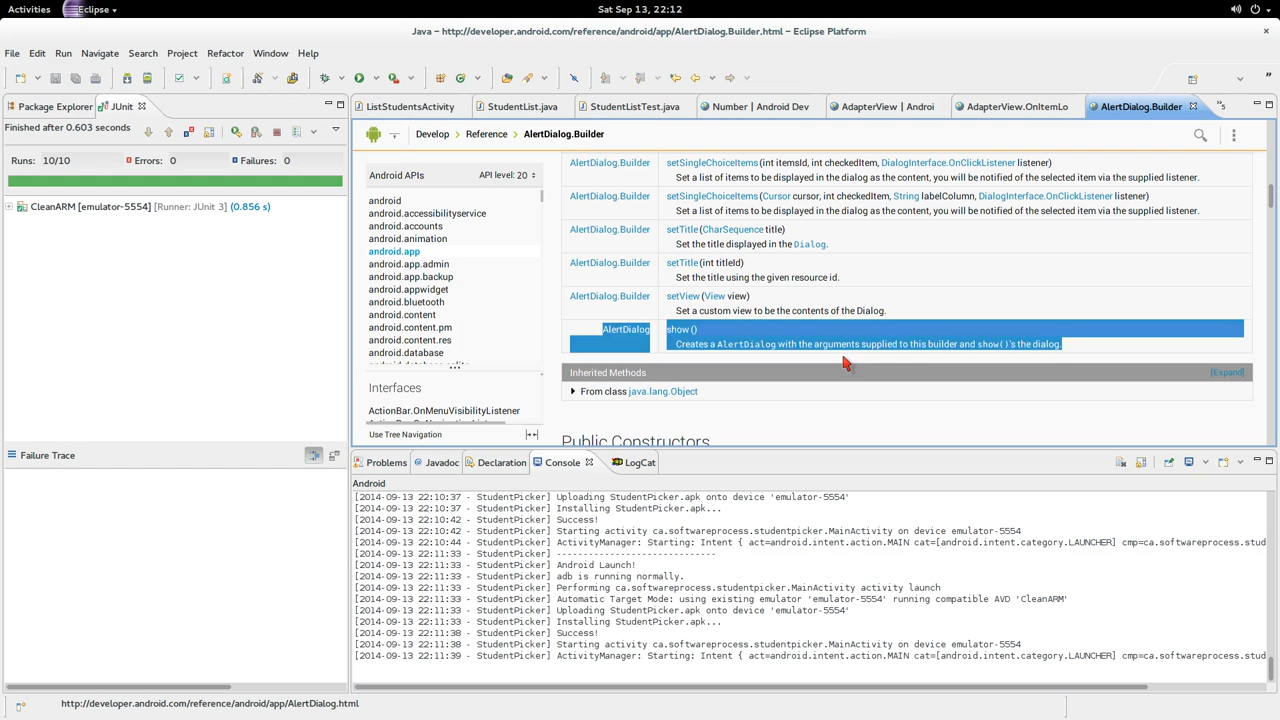 Activities Eclipse Sat Sep 13, 22:12
Java – http://developer.android.com/reference/android/app/AlertDialog.Builder.html – Eclipse Platform
File Edit Run Navigate Search Project Refactor Window Help
Package Explorer JUnit
Finished after 0.603 seconds
Runs: 10/10 Errors: 0 Failures: 0
CleanARM [emulator-5554] [Runner: JUnit 3] (0.856 s)
Failure Trace
ListStudentsActivity StudentList.java StudentListTest.java Number | Android Dev AdapterView | Androi AdapterView.OnItemLo AlertDialog.Builder
Develop > Reference > AlertDialog.Builder
Android APIs API level: 20
android
android.accessibilityservice
android.accounts
android.animation
android.app
android.app.admin
android.app.backup
android.appwidget
android.bluetooth
android.content
android.content.pm
android.content.res
android.database
Interfaces
ActionBar.OnMenuVisibilityListener
Use Tree Navigation
AlertDialog.Builder setSingleChoiceItems (int itemsId, int checkedItem, DialogInterface.OnClickListener listener)
Set a list of items to be displayed in the dialog as the content, you will be notified of the selected item via the supplied listener.
AlertDialog.Builder setSingleChoiceItems (Cursor cursor, int checkedItem, String labelColumn, DialogInterface.OnClickListener listener)
Set a list of items to be displayed in the dialog as the content, you will be notified of the selected item via the supplied listener.
AlertDialog.Builder setTitle (CharSequence title)
Set the title displayed in the Dialog.
AlertDialog.Builder setTitle (int titleId)
Set the title using the given resource id.
AlertDialog.Builder setView (View view)
Set a custom view to be the contents of the Dialog.
AlertDialog show ()
Creates a AlertDialog with the arguments supplied to this builder and show()'s the dialog.
Inherited Methods [Expand]
From class java.lang.Object
Public Constructors
Problems Javadoc Declaration Console LogCat
Android
[2014-09-13 22:10:37 - StudentPicker] Uploading StudentPicker.apk onto device 'emulator-5554'
[2014-09-13 22:10:37 - StudentPicker] Installing StudentPicker.apk...
[2014-09-13 22:10:42 - StudentPicker] Success!
[2014-09-13 22:10:42 - StudentPicker] Starting activity ca.softwareprocess.studentpicker.MainActivity on device emulator-5554
[2014-09-13 22:10:44 - StudentPicker] ActivityManager: Starting: Intent { act=android.intent.action.MAIN cat=[android.intent.category.LAUNCHER] cmp=ca.softwareprocess.stud
[2014-09-13 22:11:33 - StudentPicker] ------------------------------
[2014-09-13 22:11:33 - StudentPicker] Android Launch!
[2014-09-13 22:11:33 - StudentPicker] adb is running normally.
[2014-09-13 22:11:33 - StudentPicker] Performing ca.softwareprocess.studentpicker.MainActivity activity launch
[2014-09-13 22:11:33 - StudentPicker] Automatic Target Mode: using existing emulator 'emulator-5554' running compatible AVD 'CleanARM'
[2014-09-13 22:11:33 - StudentPicker] Uploading StudentPicker.apk onto device 'emulator-5554'
[2014-09-13 22:11:33 - StudentPicker] Installing StudentPicker.apk...
[2014-09-13 22:11:38 - StudentPicker] Success!
[2014-09-13 22:11:38 - StudentPicker] Starting activity ca.softwareprocess.studentpicker.MainActivity on device emulator-5554
[2014-09-13 22:11:39 - StudentPicker] ActivityManager: Starting: Intent { act=android.intent.action.MAIN cat=[android.intent.category.LAUNCHER] cmp=ca.softwareprocess.stud
http://developer.android.com/reference/android/app/AlertDialog.html